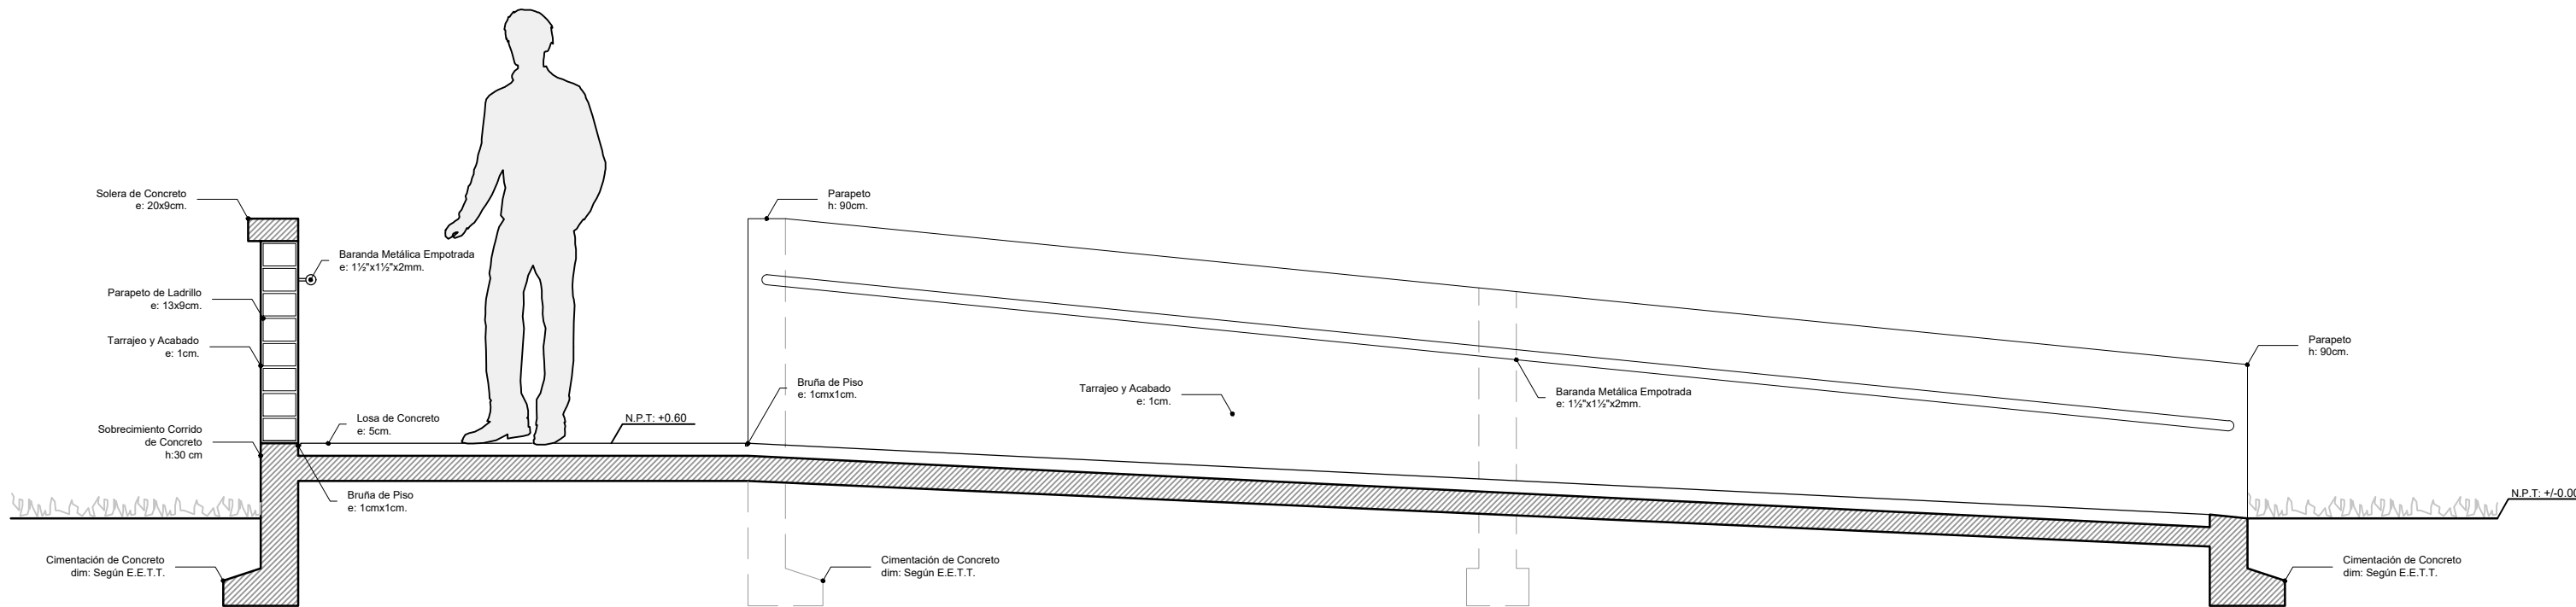 Solera de Concreto
e: 20x9cm.
Parapeto
h: 90cm.
Baranda Metálica Empotrada
e: 1½"x1½"x2mm.
Parapeto de Ladrillo
e: 13x9cm.
Tarrajeo y Acabado
e: 1cm.
Parapeto
h: 90cm.
Bruña de Piso
e: 1cmx1cm.
Tarrajeo y Acabado
e: 1cm.
Baranda Metálica Empotrada
e: 1½"x1½"x2mm.
Losa de Concreto
e: 5cm.
N.P.T: +0.60
Sobrecimiento Corrido
de Concreto
h:30 cm
Bruña de Piso
e: 1cmx1cm.
N.P.T: +/-0.00
Cimentación de Concreto
dim: Según E.E.T.T.
Cimentación de Concreto
dim: Según E.E.T.T.
Cimentación de Concreto
dim: Según E.E.T.T.